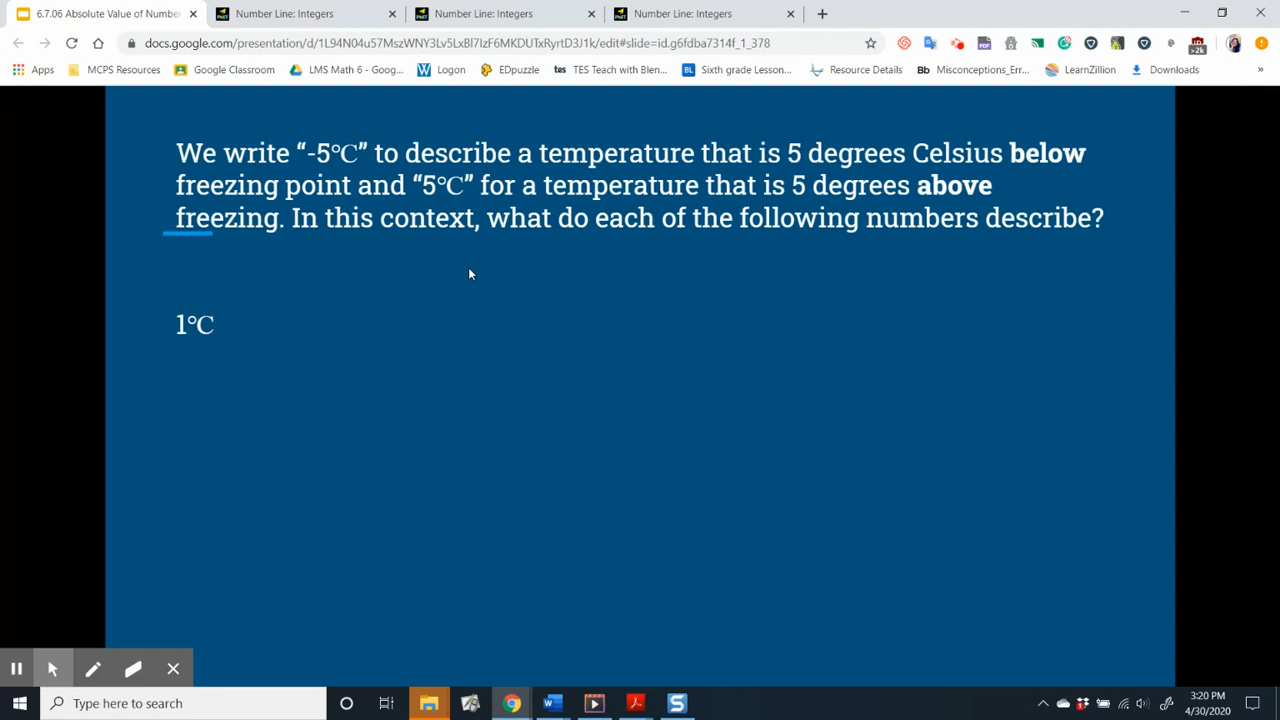 6.7.06 Absolute Value of Number
Number Line: Integers
Number Line: Integers
Number Line: Integers
docs.google.com/presentation/d/1L94N04u57MszWNY3Lv5LxBl7IzF6MKDUTxRyrtD3J1k/edit#slide=id.g6fdba7314f_1_378
Apps
MCPS Resources
Google Classroom
LMS Math 6 - Goog...
Logon
EDpuzzle
tes TES Teach with Blen...
BL Sixth grade Lesson...
Resource Details
Bb Misconceptions_Err...
LearnZillion
Downloads
»
We write “-5℃” to describe a temperature that is 5 degrees Celsius below
freezing point and “5℃” for a temperature that is 5 degrees above
freezing. In this context, what do each of the following numbers describe?
1℃
Type here to search
3:20 PM
4/30/2020